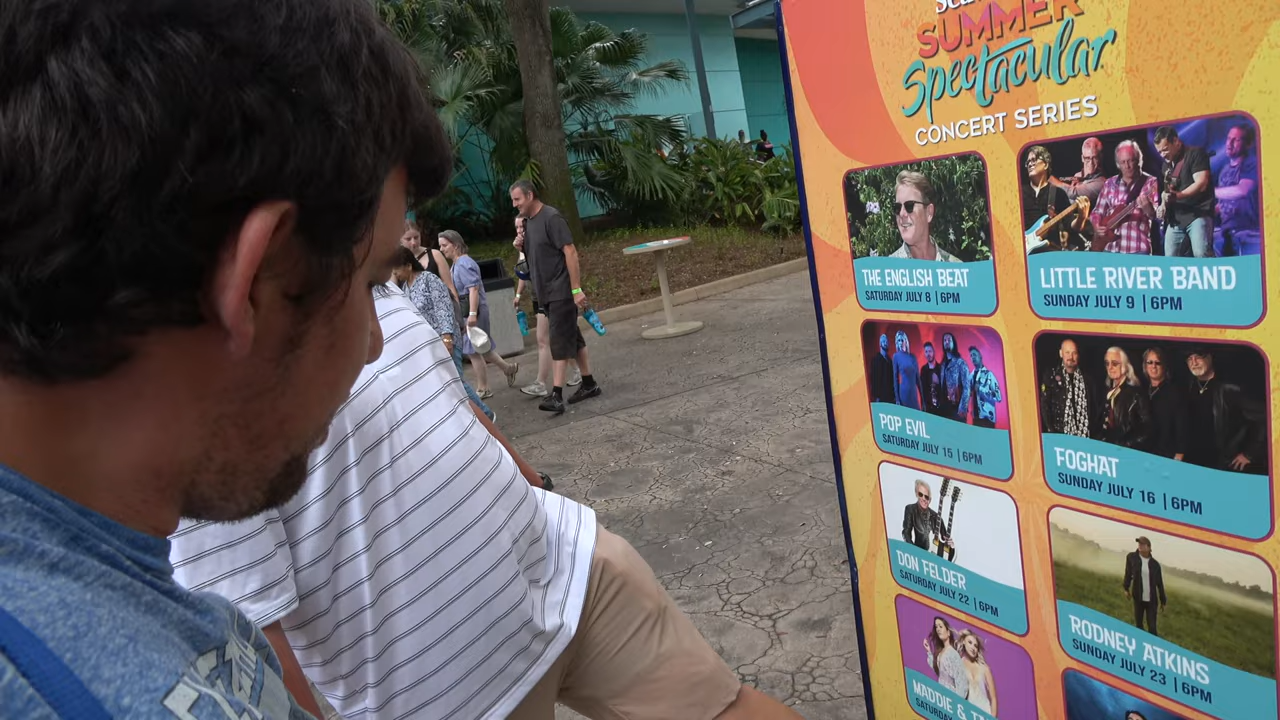 SUMMER
Spectacular
CONCERT SERIES
THE ENGLISH BEAT
SATURDAY JULY 8 | 6PM
LITTLE RIVER BAND
SUNDAY JULY 9 | 6PM
POP EVIL
SATURDAY JULY 15 | 6PM
FOGHAT
SUNDAY JULY 16 | 6PM
DON FELDER
SATURDAY JULY 22 | 6PM
RODNEY ATKINS
SUNDAY JULY 23 | 6PM
MADDIE &